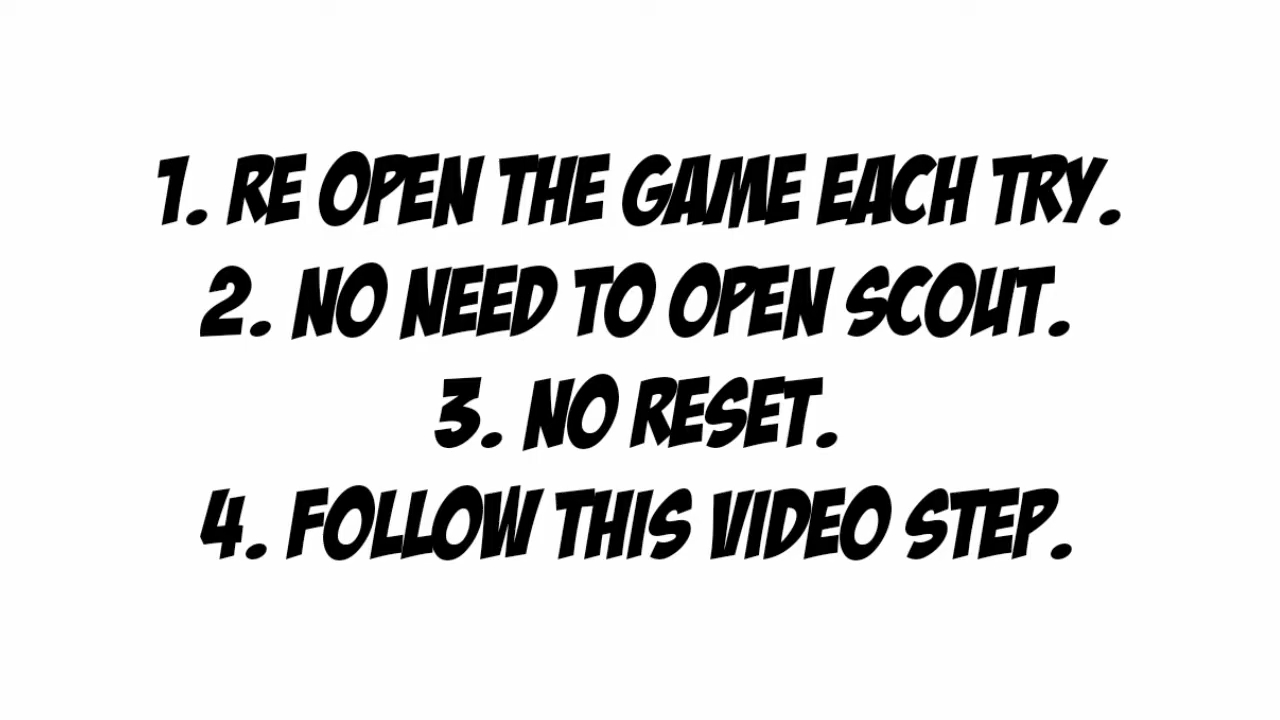 1. RE OPEN THE GAME EACH TRY.
2. NO NEED TO OPEN SCOUT.
3. NO RESET.
4. FOLLOW THIS VIDEO STEP.